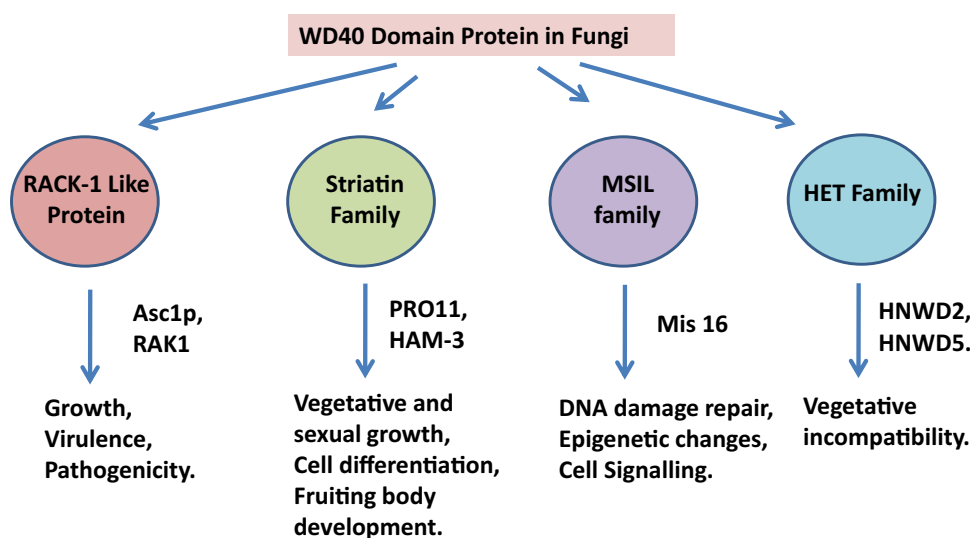 WD40 Domain Protein in Fungi
RACK-1 Like
Protein
Striatin
Family
MSIL
family
HET Family
Asc1p,
RAK1
PRO11,
HAM-3
Mis 16
HNWD2,
HNWD5.
Growth,
Virulence,
Pathogenicity.
Vegetative and
sexual growth,
Cell differentiation,
Fruiting body
development.
DNA damage repair,
Epigenetic changes,
Cell Signalling.
Vegetative
incompatibility.